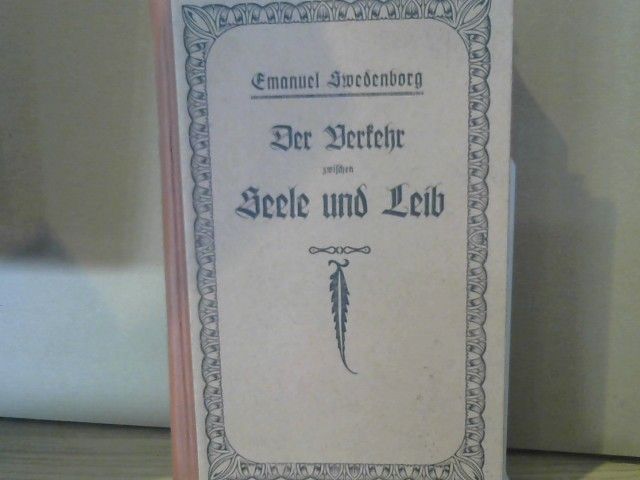 Emanuel Swedenborg
Der Verkehr
zwischen
Seele und Leib